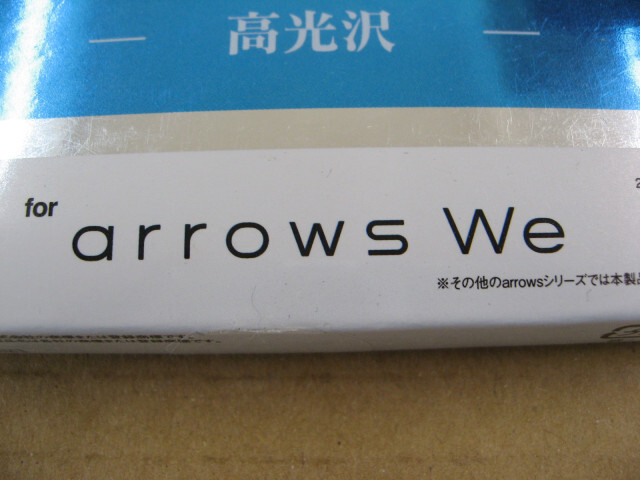 高光沢
for arrows We
※その他のarrowsシリーズでは本製品